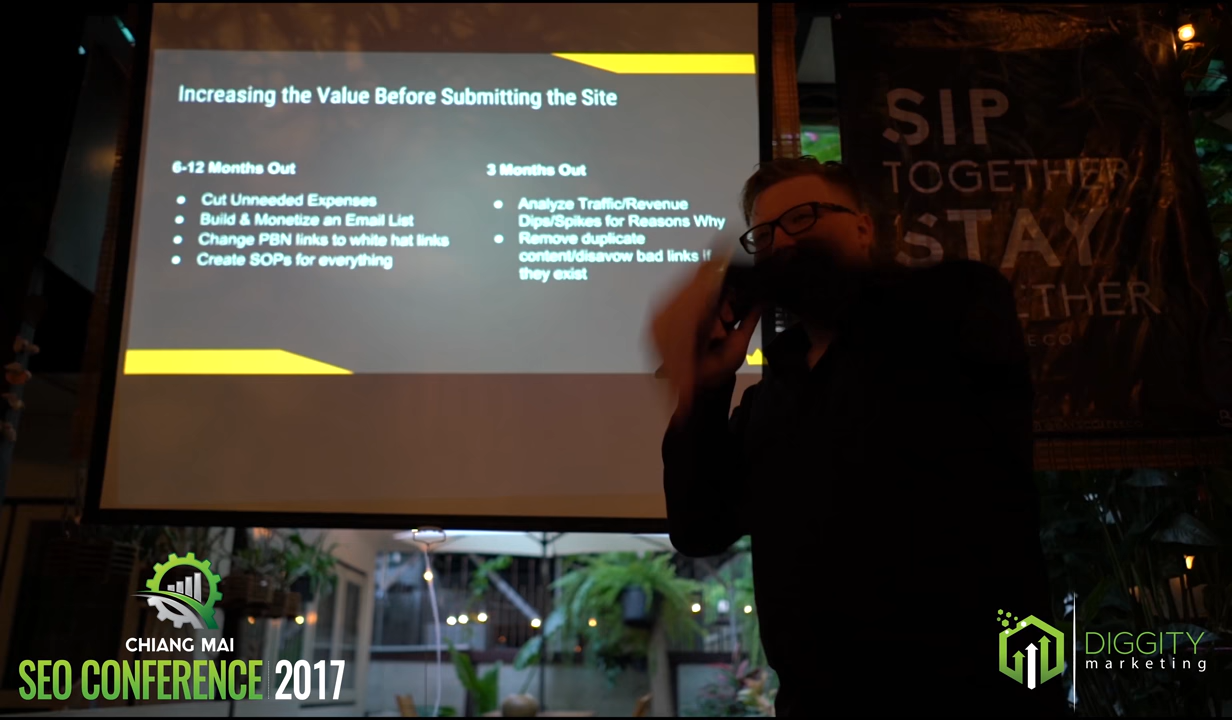 Increasing the Value Before Submitting the Site
6-12 Months Out
Cut Unneeded Expenses
Build & Monetize an Email List
Change PBN links to white hat links
Create SOPs for everything
3 Months Out
Analyze Traffic/Revenue
Dips/Spikes for Reasons Why
Remove duplicate
content/disavow bad links if
they exist
SIP
TOGETHER
STAY
CHIANG MAI
SEO CONFERENCE 2017
DIGGITY
marketing